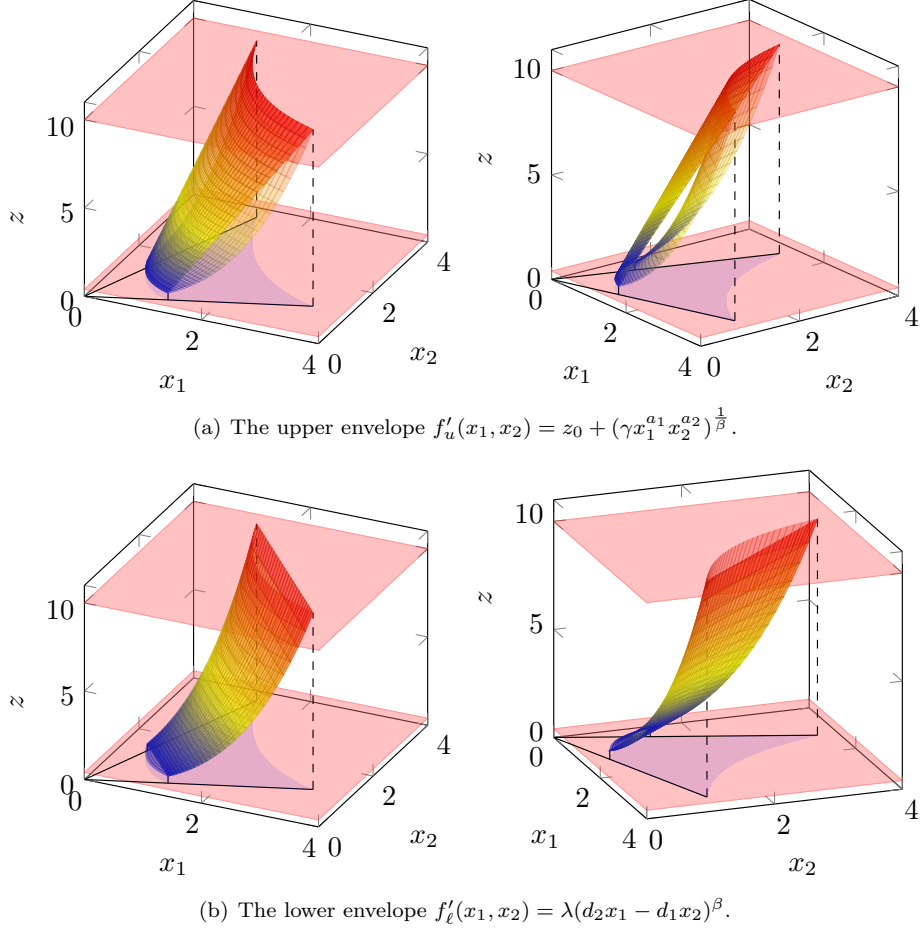 10
5
0
z
0
2
4
x₁
0
2
4
x₂
10
5
0
z
0
2
4
x₁
0
2
4
x₂
(a) The upper envelope f′ᵤ(x₁, x₂) = z₀ + (γx₁^{a₁} x₂^{a₂})^{1/β}.
10
5
0
z
0
2
4
x₁
0
2
4
x₂
10
5
0
z
0
2
4
x₁
0
2
4
x₂
(b) The lower envelope f′_ℓ(x₁, x₂) = λ(d₂x₁ − d₁x₂)^β.